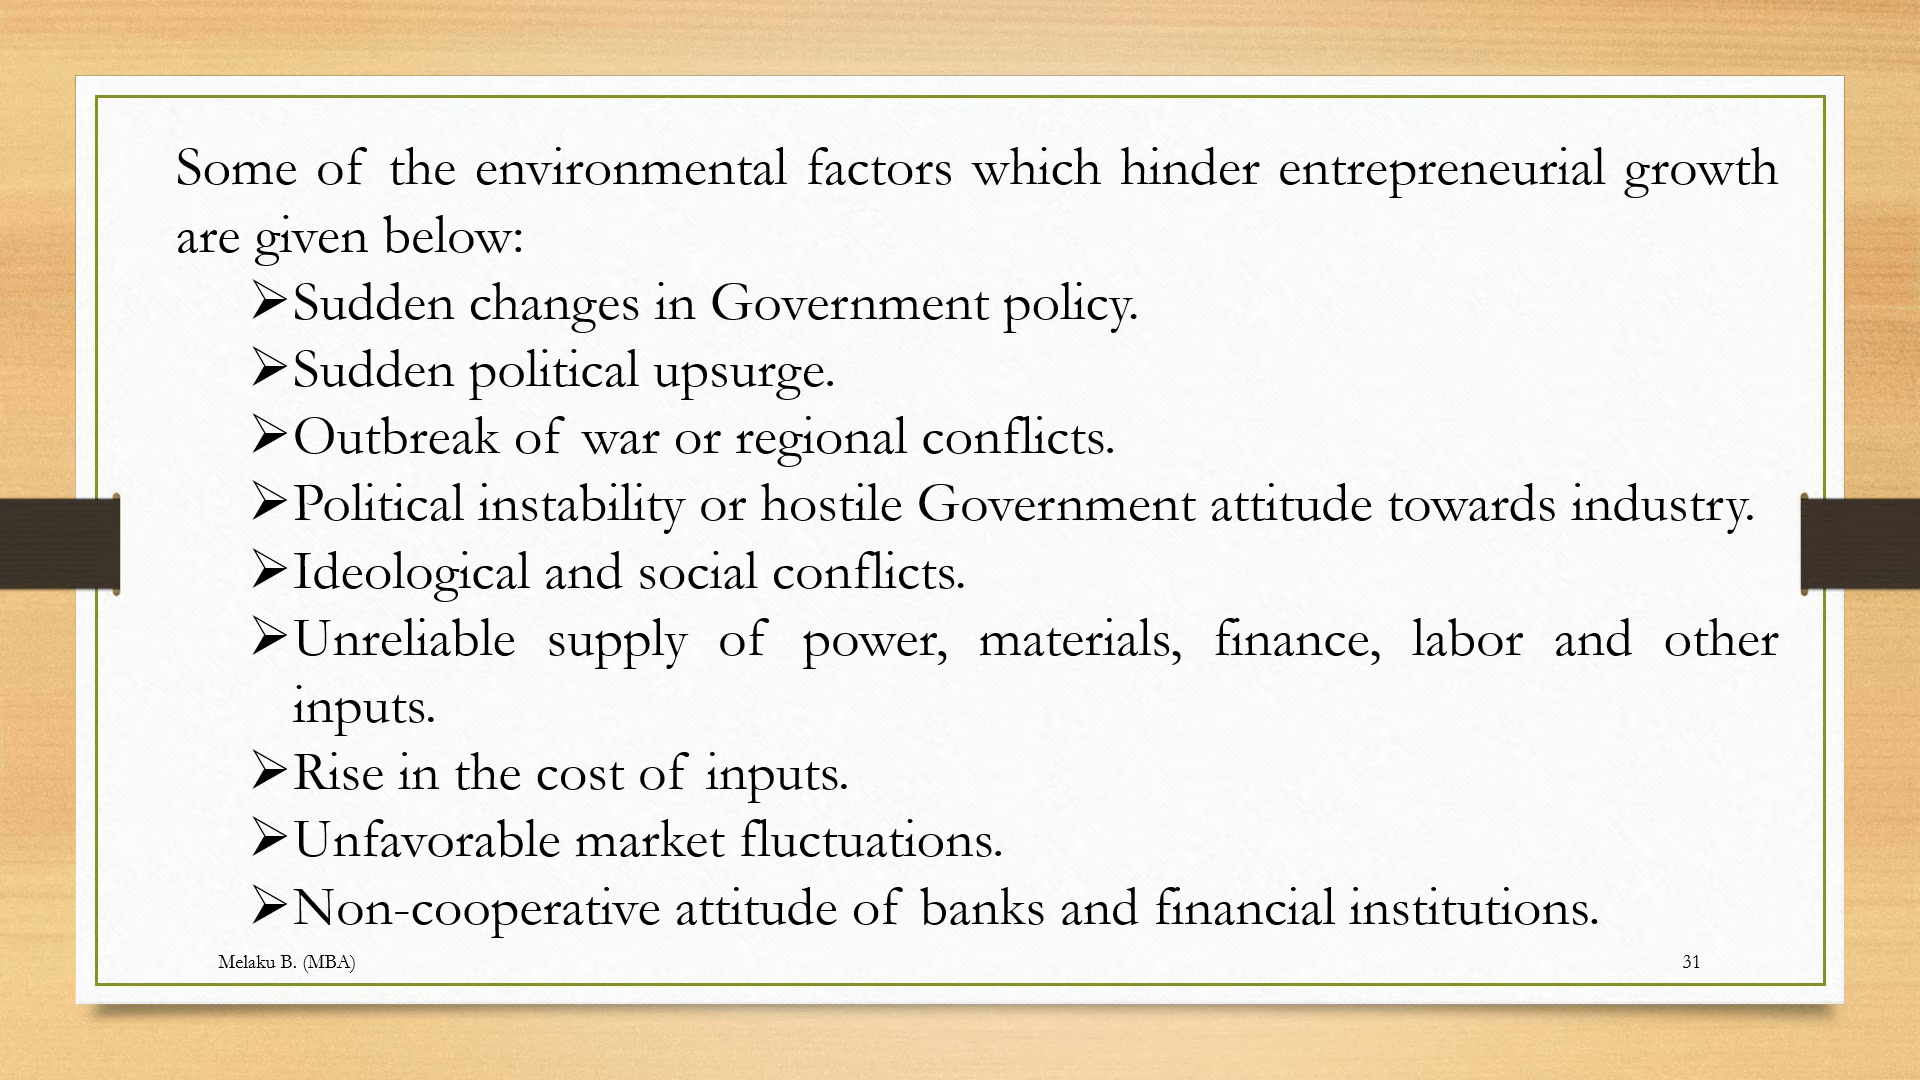 Some of the environmental factors which hinder entrepreneurial growth
are given below:
➢Sudden changes in Government policy.
➢Sudden political upsurge.
➢Outbreak of war or regional conflicts.
➢Political instability or hostile Government attitude towards industry.
➢Ideological and social conflicts.
➢Unreliable supply of power, materials, finance, labor and other
inputs.
➢Rise in the cost of inputs.
➢Unfavorable market fluctuations.
➢Non-cooperative attitude of banks and financial institutions.
Melaku B. (MBA)
31